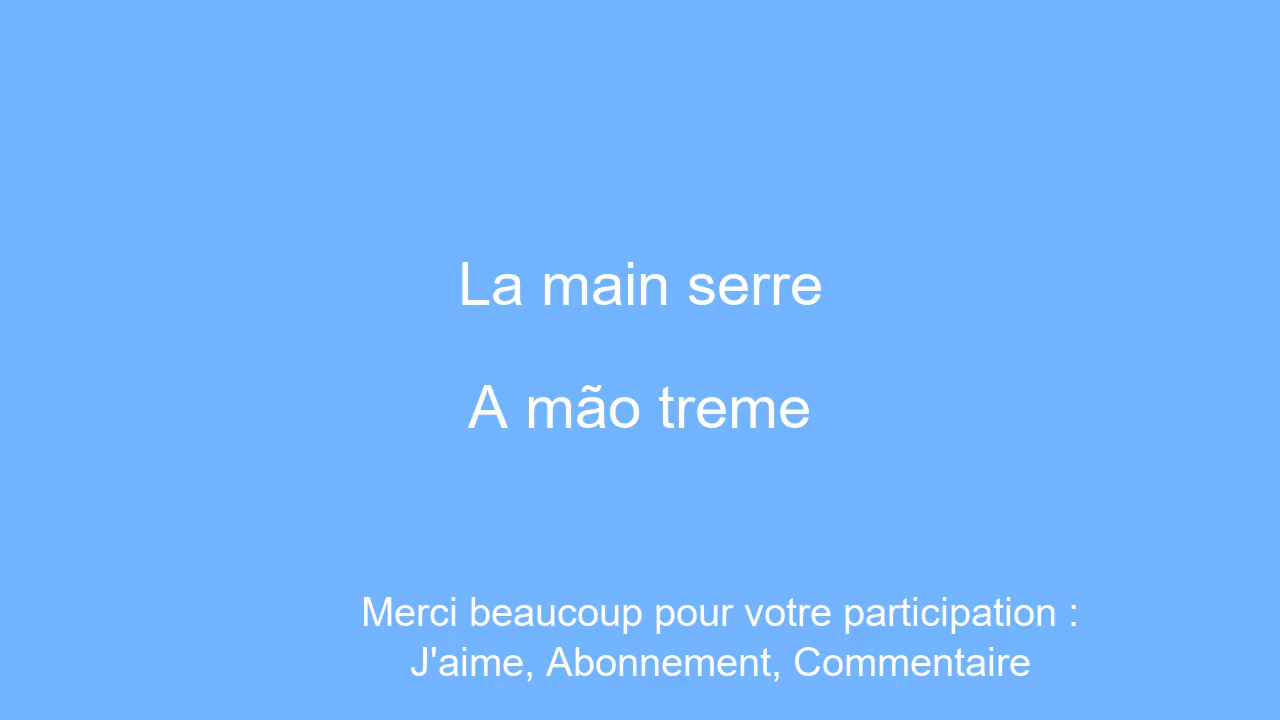 La main serre
A mão treme
Merci beaucoup pour votre participation :
J'aime, Abonnement, Commentaire